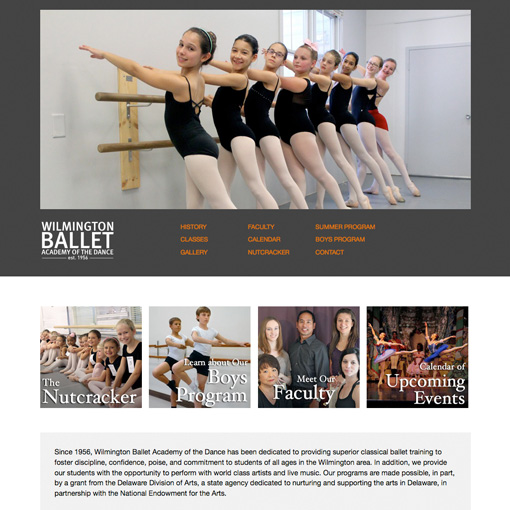 WILMINGTON
BALLET
ACADEMY OF THE DANCE
est. 1956
HISTORY FACULTY SUMMER PROGRAM
CLASSES CALENDAR BOYS PROGRAM
GALLERY NUTCRACKER CONTACT
The
Nutcracker
Learn about Our
Boys
Program
Meet Our
Faculty
Calendar of
Upcoming
Events
Since 1956, Wilmington Ballet Academy of the Dance has been dedicated to providing superior classical ballet training to
foster discipline, confidence, poise, and commitment to students of all ages in the Wilmington area. In addition, we provide
our students with the opportunity to perform with world class artists and live music. Our programs are made possible, in part,
by a grant from the Delaware Division of Arts, a state agency dedicated to nurturing and supporting the arts in Delaware, in
partnership with the National Endowment for the Arts.